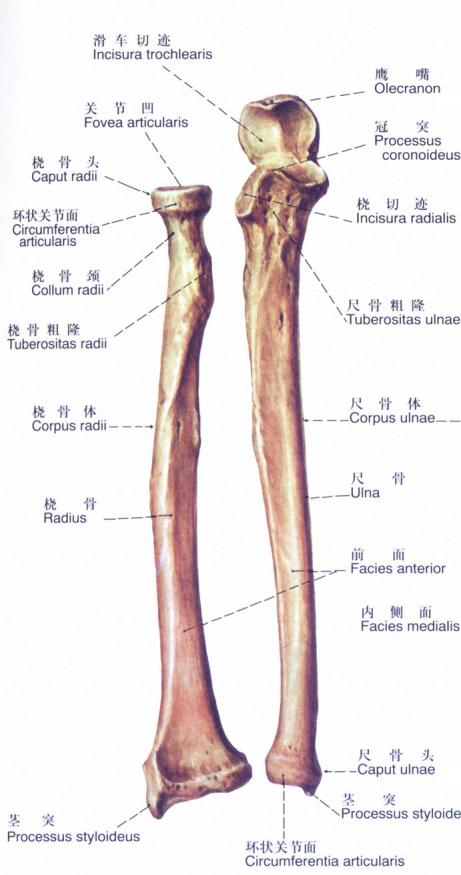 滑车切迹
Incisura trochlearis
鹰嘴
Olecranon
关节凹
Fovea articularis
冠突
Processus
coronoideus
桡骨头
Caput radii
桡切迹
Incisura radialis
环状关节面
Circumferentia
articularis
桡骨颈
Collum radii
尺骨粗隆
Tuberositas ulnae
桡骨粗隆
Tuberositas radii
尺骨体
Corpus ulnae
桡骨体
Corpus radii
尺骨
Ulna
桡骨
Radius
前面
Facies anterior
内侧面
Facies medialis
尺骨头
Caput ulnae
茎突
Processus styloide
茎突
Processus styloideus
环状关节面
Circumferentia articularis